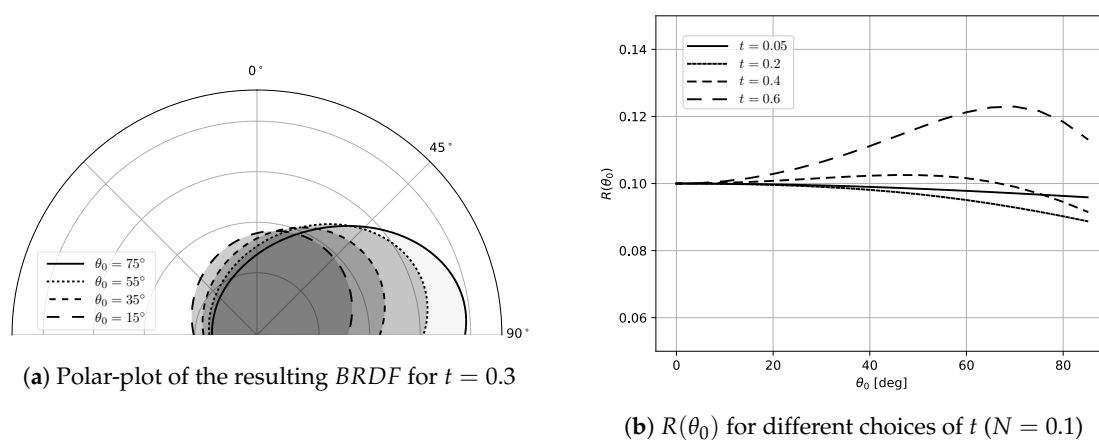 0°
45°
90°
θ₀ = 75°
θ₀ = 55°
θ₀ = 35°
θ₀ = 15°
(a) Polar-plot of the resulting BRDF for t = 0.3
0.14
0.12
0.10
0.08
0.06
R(θ₀)
t = 0.05
t = 0.2
t = 0.4
t = 0.6
0 20 40 60 80
θ₀ [deg]
(b) R(θ₀) for different choices of t (N = 0.1)